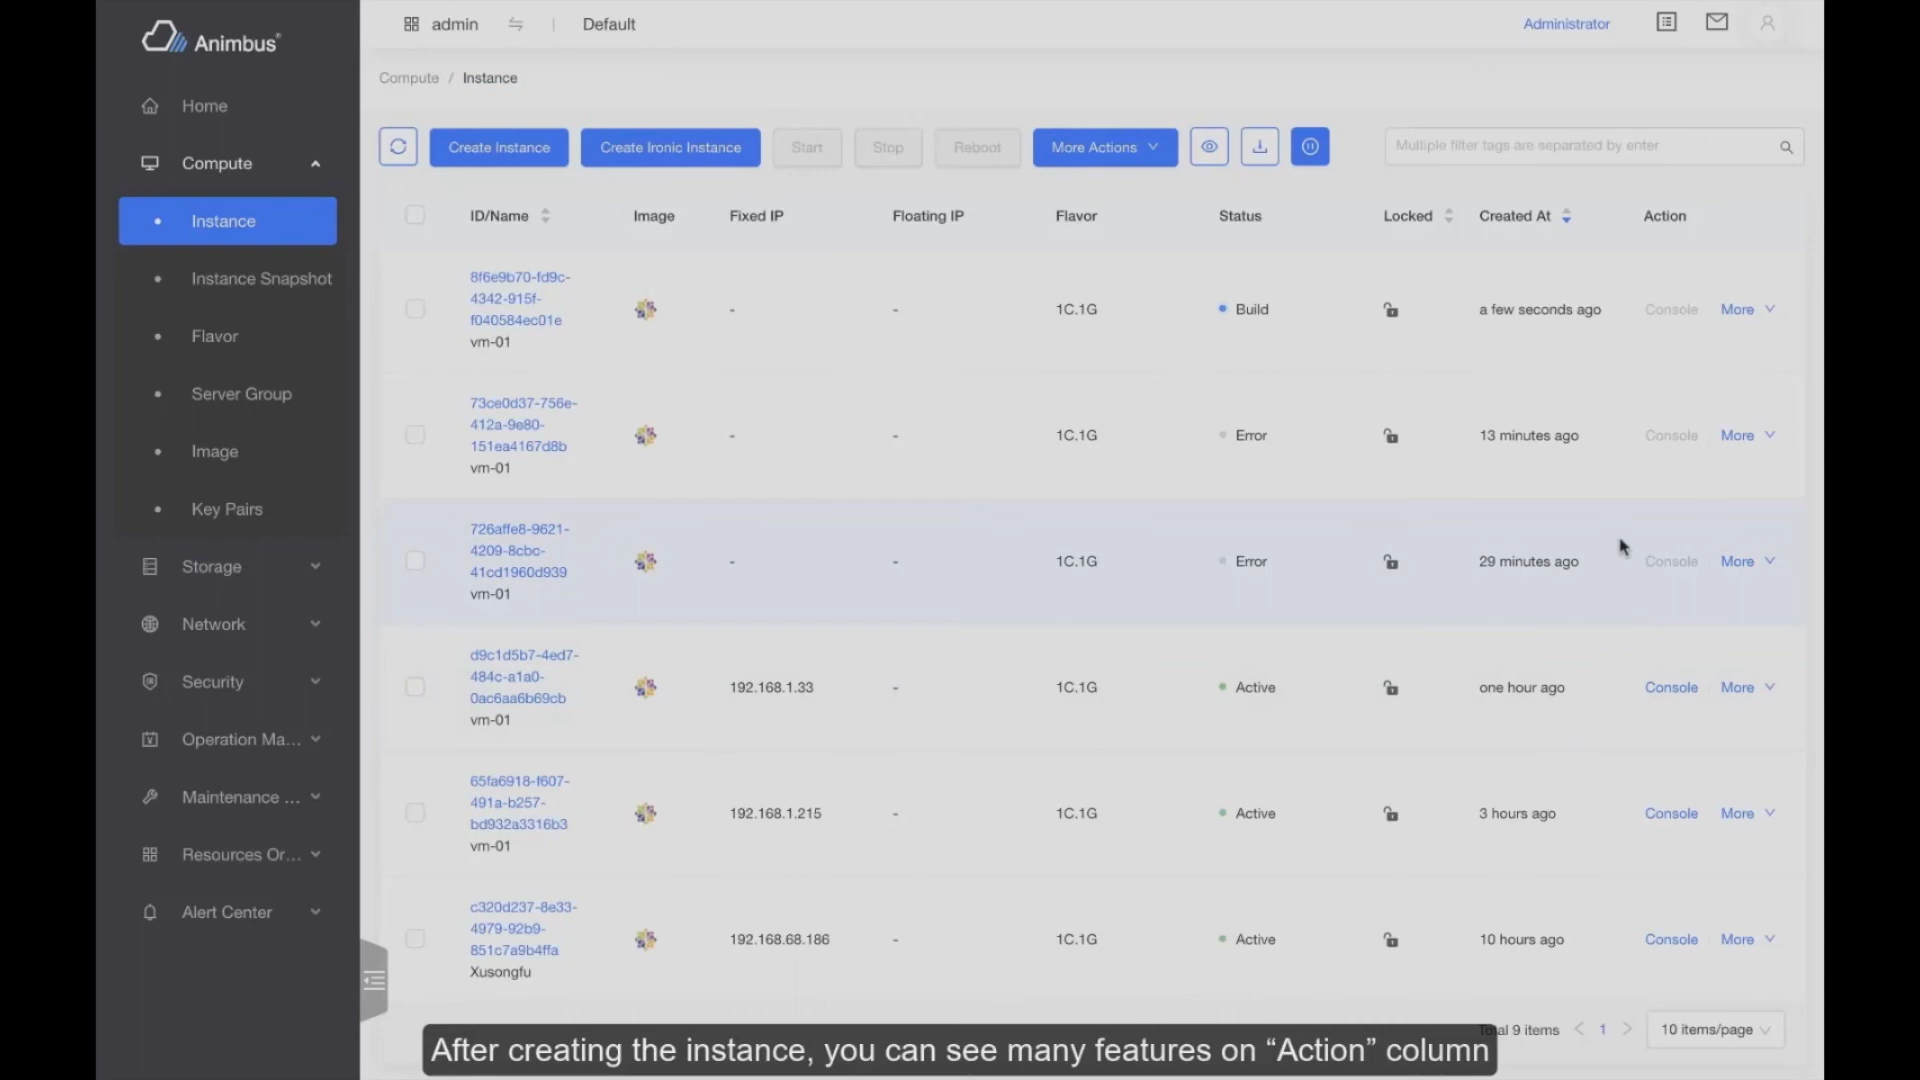 Animbus®
admin
Default
Administrator
Home
Compute
Instance
Instance Snapshot
Flavor
Server Group
Image
Key Pairs
Storage
Network
Security
Operation Ma...
Maintenance ...
Resources Or...
Alert Center
Compute / Instance
Create Instance
Create Ironic Instance
Start
Stop
Reboot
More Actions
Multiple filter tags are separated by enter
ID/Name Image Fixed IP Floating IP Flavor Status Locked Created At Action
8f6e9b70-fd9c-
4342-915f-
f040584ec01e
vm-01
- - 1C.1G Build a few seconds ago Console More
73ce0d37-756e-
412a-9e80-
151ea4167d8b
vm-01
- - 1C.1G Error 13 minutes ago Console More
726affe8-9621-
4209-8cbc-
41cd1960d939
vm-01
- - 1C.1G Error 29 minutes ago Console More
d9c1d5b7-4ed7-
484c-a1a0-
0ac6aa6b69cb
vm-01
192.168.1.33 - 1C.1G Active one hour ago Console More
65fa6918-f607-
491a-b257-
bd932a3316b3
vm-01
192.168.1.215 - 1C.1G Active 3 hours ago Console More
c320d237-8e33-
4979-92b9-
851c7a9b4ffa
Xusongfu
192.168.68.186 - 1C.1G Active 10 hours ago Console More
Total 9 items
1
10 items/page
After creating the instance, you can see many features on “Action” column